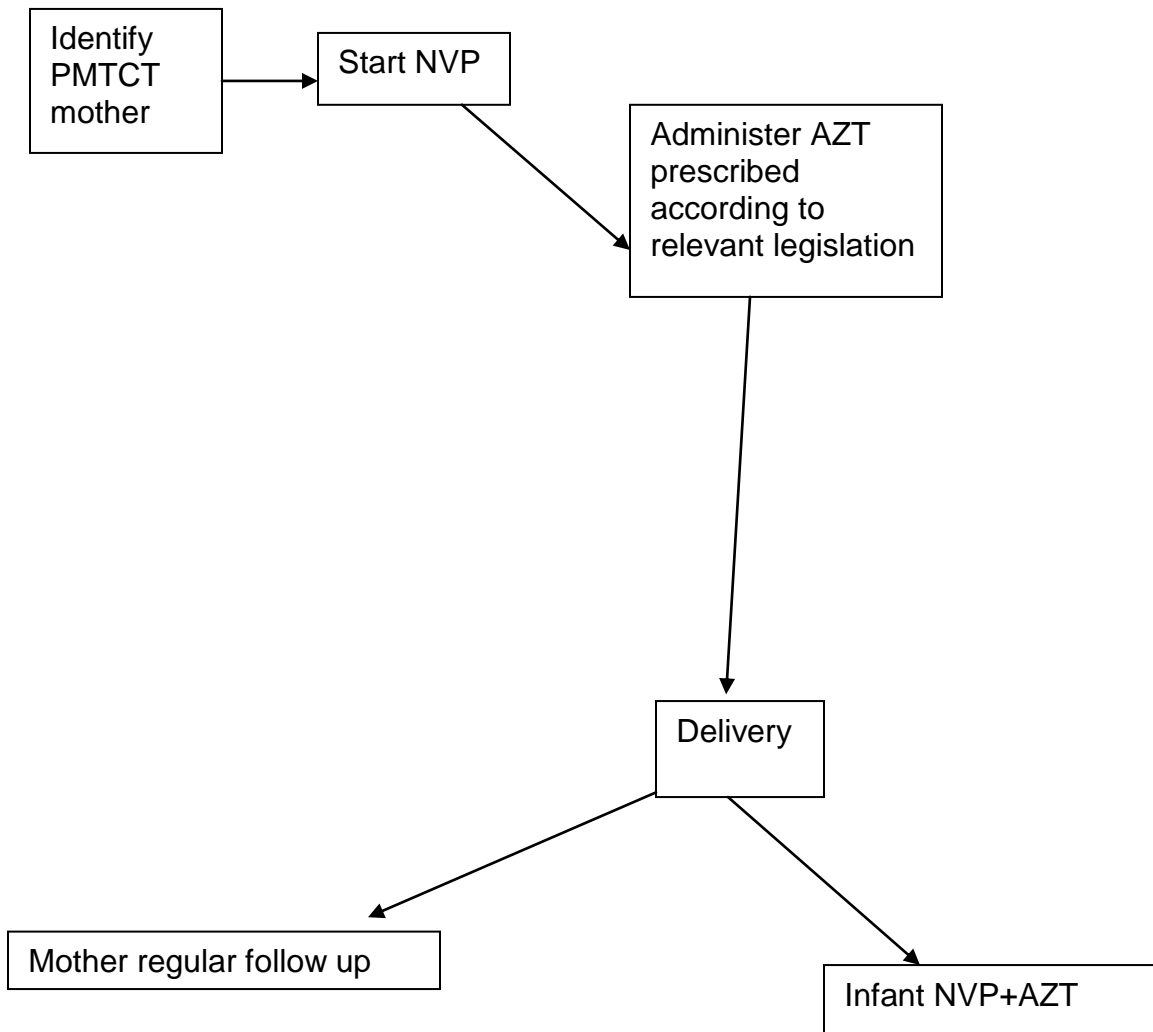 Identify
PMTCT
mother
Start NVP
Administer AZT
prescribed
according to
relevant legislation
Delivery
Mother regular follow up
Infant NVP+AZT